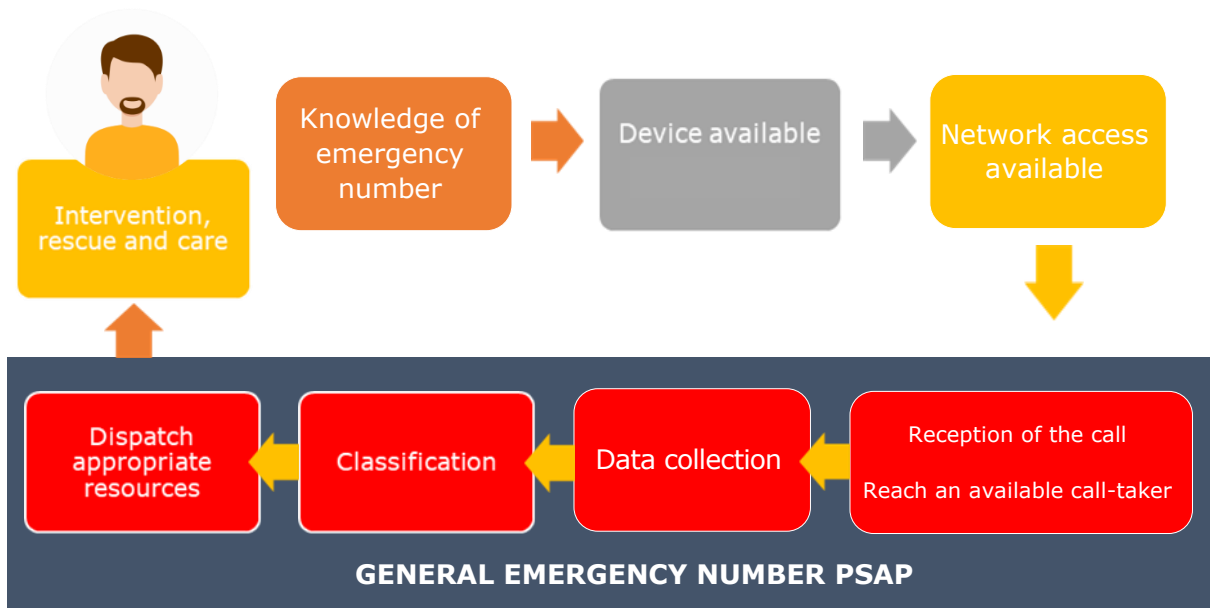 Knowledge of
emergency
number
Device available
Network access
available
Intervention,
rescue and care
Dispatch
appropriate
resources
Classification
Data collection
Reception of the call
Reach an available call-taker
GENERAL EMERGENCY NUMBER PSAP